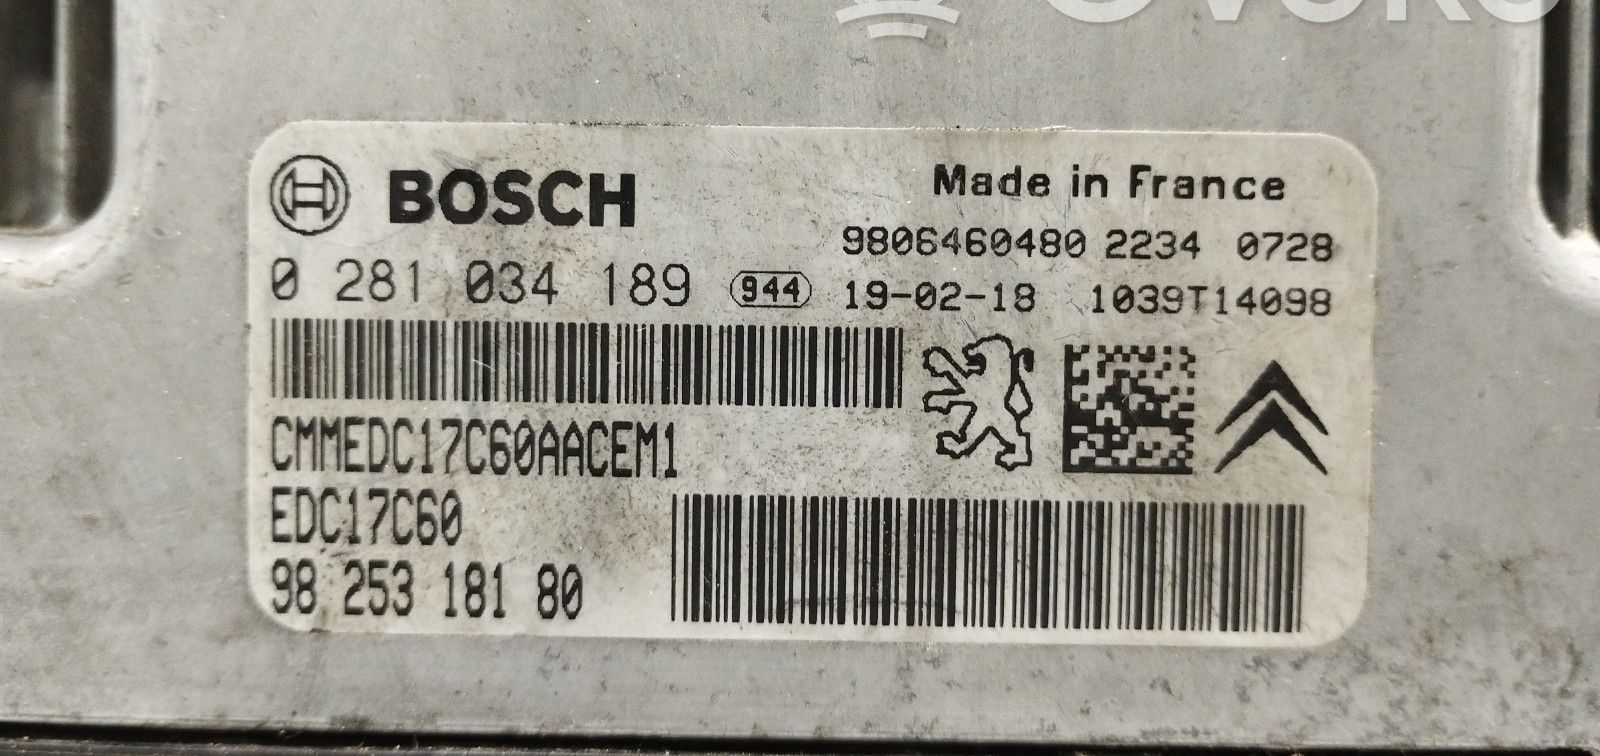 OVOKO
BOSCH
Made in France
9806460480 2234 0728
0 281 034 189 944 19-02-18 1039T14098
CMMEDC17C60AACEM1
EDC17C60
98 253 181 80